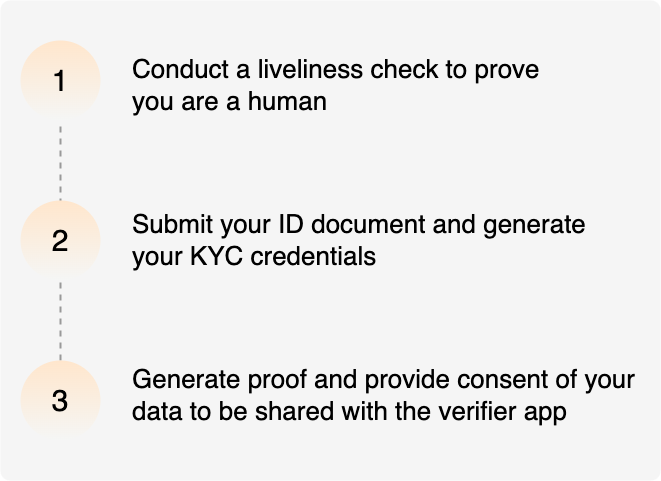 1
Conduct a liveliness check to prove
you are a human
2
Submit your ID document and generate
your KYC credentials
3
Generate proof and provide consent of your
data to be shared with the verifier app